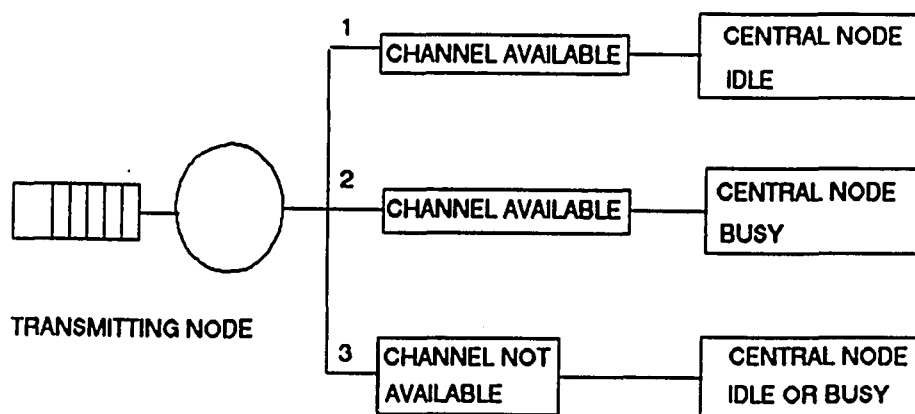 1
CHANNEL AVAILABLE
CENTRAL NODE
IDLE
2
CHANNEL AVAILABLE
CENTRAL NODE
BUSY
TRANSMITTING NODE
3
CHANNEL NOT
AVAILABLE
CENTRAL NODE
IDLE OR BUSY